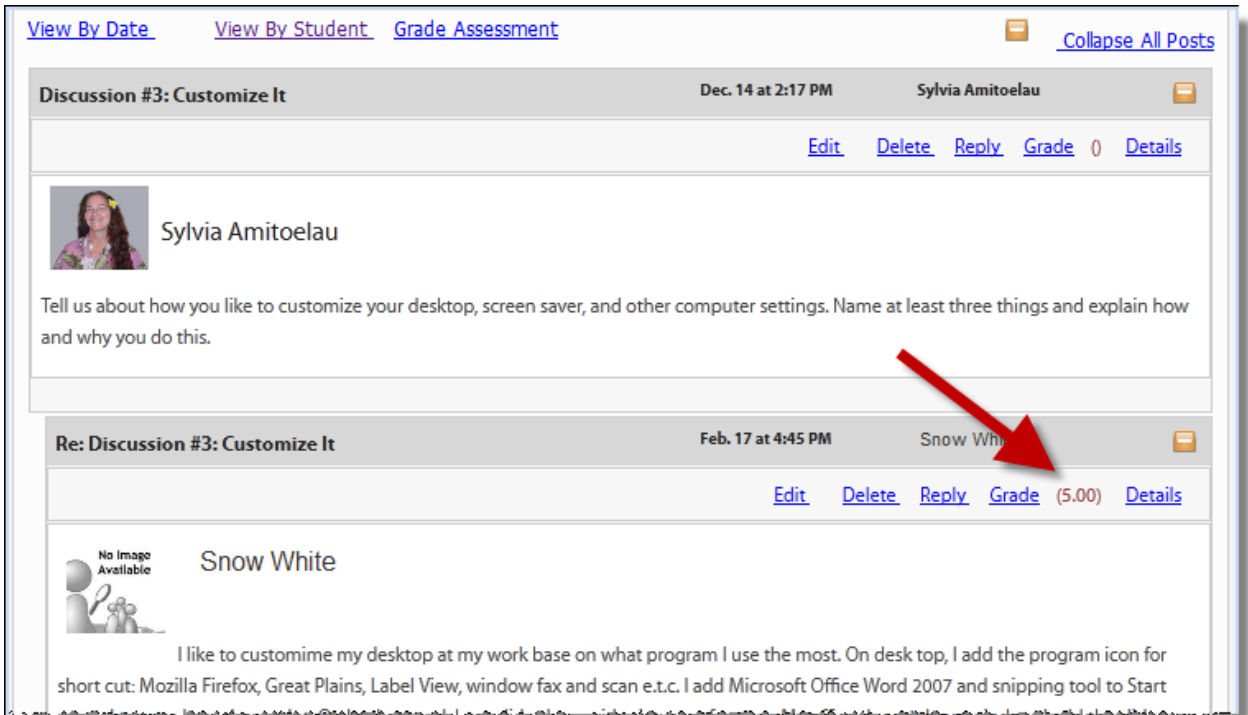 View By Date View By Student Grade Assessment Collapse All Posts
Discussion #3: Customize It Dec. 14 at 2:17 PM Sylvia Amitoelau
Edit Delete Reply Grade () Details
Sylvia Amitoelau
Tell us about how you like to customize your desktop, screen saver, and other computer settings. Name at least three things and explain how
and why you do this.
Re: Discussion #3: Customize It Feb. 17 at 4:45 PM Snow
Edit Delete Reply Grade (5.00) Details
No Image
Available
Snow White
I like to customime my desktop at my work base on what program I use the most. On desk top, I add the program icon for
short cut: Mozilla Firefox, Great Plains, Label View, window fax and scan e.t.c. I add Microsoft Office Word 2007 and snipping tool to Start